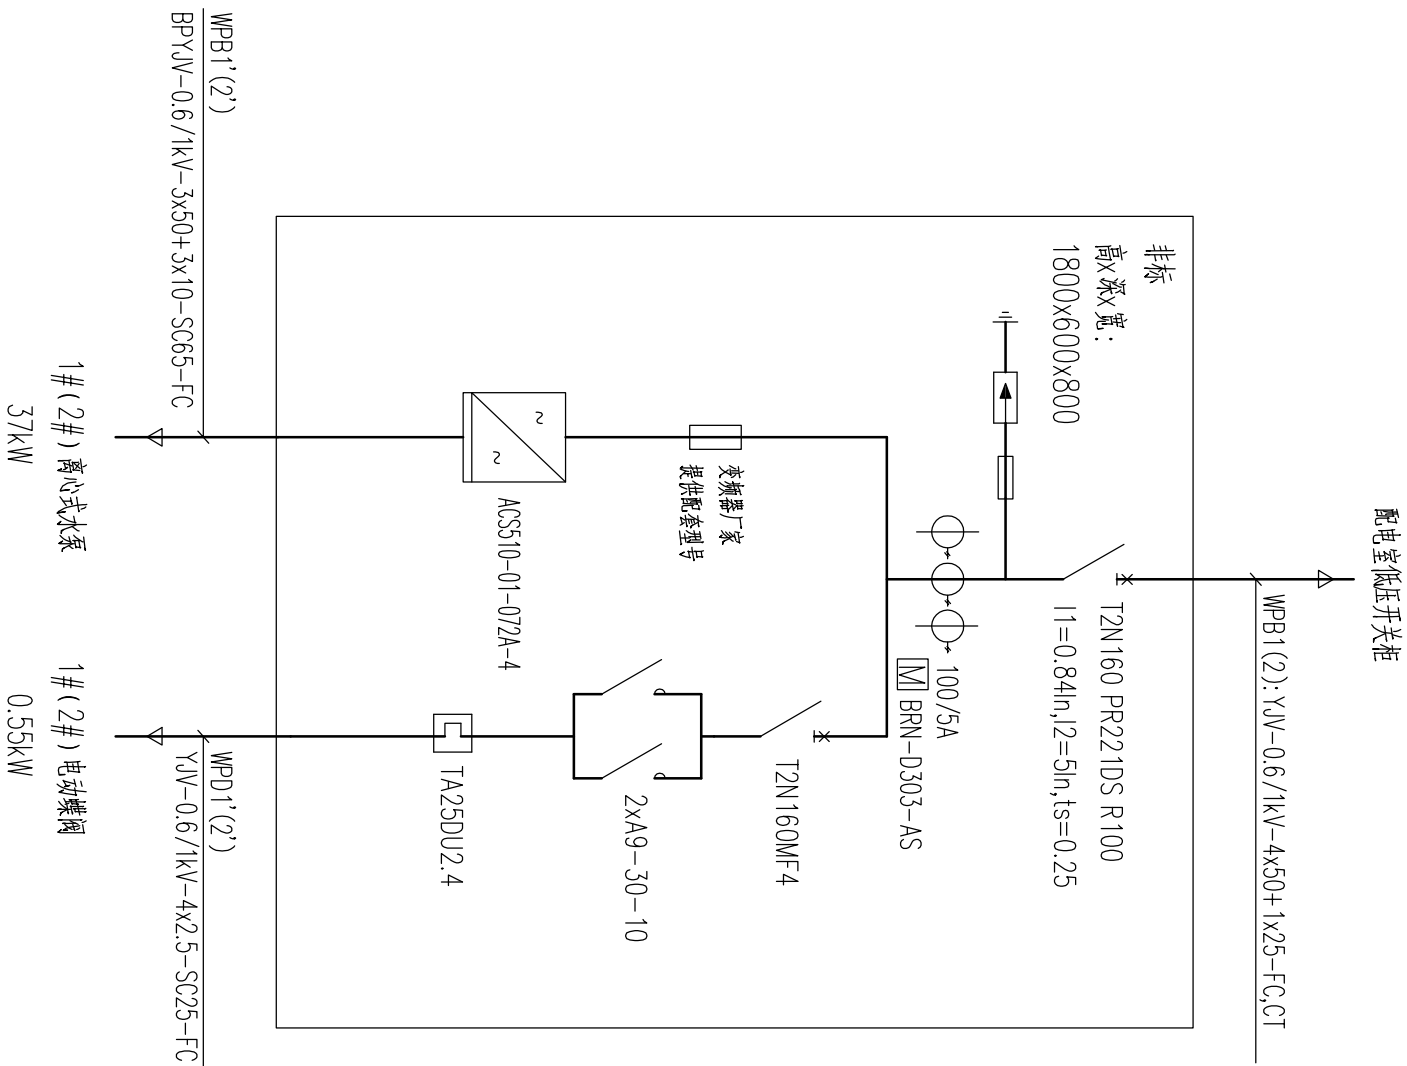 配电室低压开关柜
WPB1(2):YJV-0.6/1kV-4x50+1x25-FC,CT
非标
高x深x宽:
1800x600x800
T2N160 PR221DS R100
I1=0.84In,I2=5In,ts=0.25
100/5A
M BRN-D303-AS
变频器厂家
提供配套型号
T2N160MF4
ACS510-01-072A-4
2xA9-30-10
TA25DU2.4
WPB1'(2')
BPYJV-0.6/1kV-3x50+3x10-SC65-FC
WPD1'(2')
YJV-0.6/1kV-4x2.5-SC25-FC
1#(2#)离心式水泵
37kW
1#(2#)电动蝶阀
0.55kW